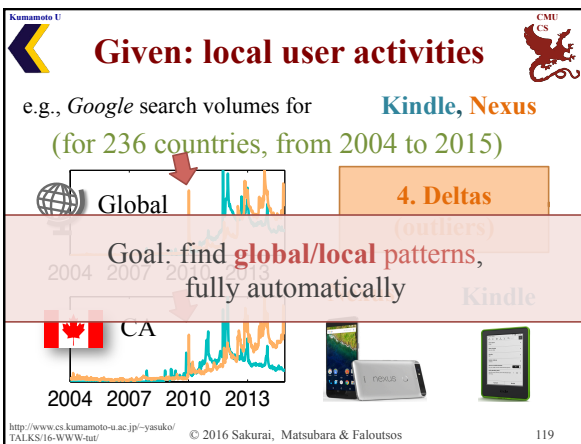 Kumamoto U
CMU
CS
Given: local user activities
e.g., Google search volumes for Kindle, Nexus
(for 236 countries, from 2004 to 2015)
Global
4. Deltas
(outliers)
Goal: find global/local patterns,
fully automatically
2004 2007 2010 2013
Kindle
CA
nexus
2004 2007 2010 2013
http://www.cs.kumamoto-u.ac.jp/~yasuko/
TALKS/16-WWW-tut/
© 2016 Sakurai, Matsubara & Faloutsos
119